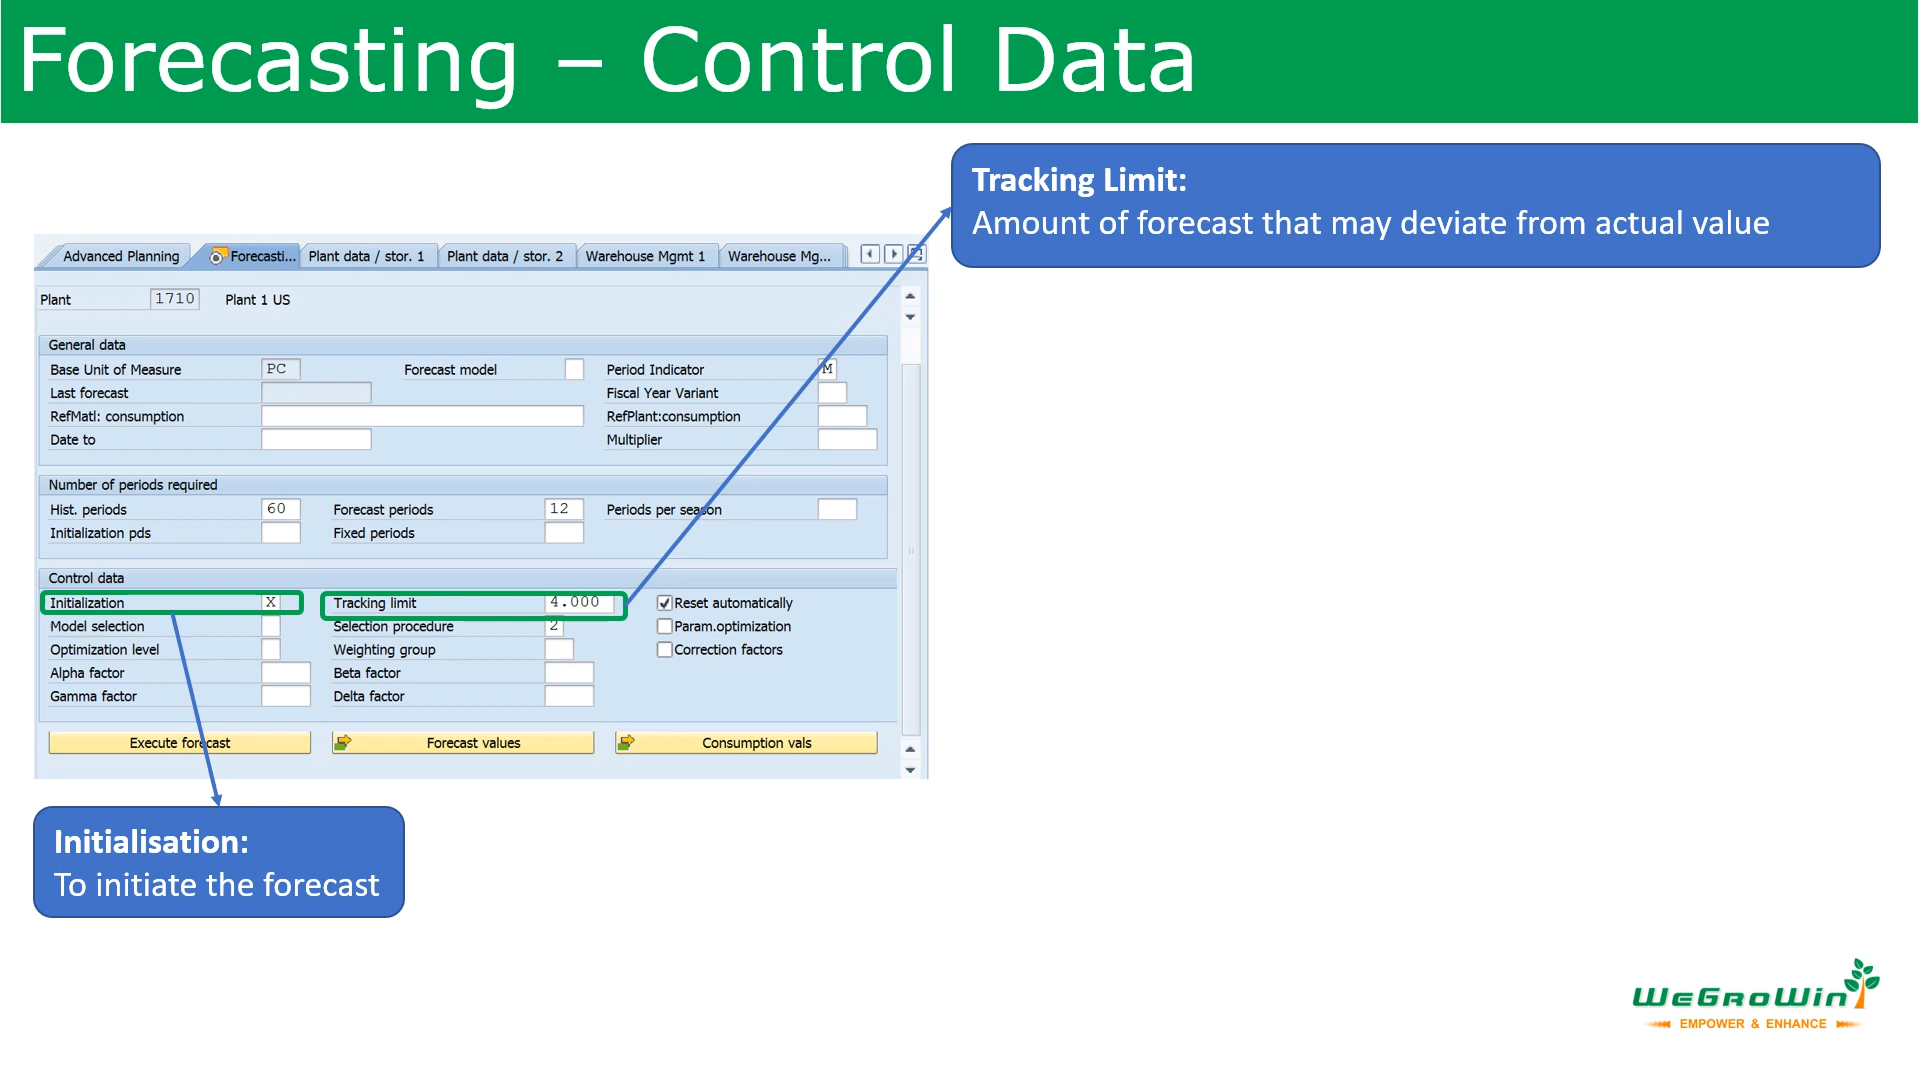 Forecasting – Control Data
Tracking Limit:
Amount of forecast that may deviate from actual value
Advanced Planning Forecasti... Plant data / stor. 1 Plant data / stor. 2 Warehouse Mgmt 1 Warehouse Mg...
Plant 1710 Plant 1 US
General data
Base Unit of Measure PC Forecast model Period Indicator M
Last forecast Fiscal Year Variant
RefMatl: consumption RefPlant:consumption
Date to Multiplier
Number of periods required
Hist. periods 60 Forecast periods 12 Periods per season
Initialization pds Fixed periods
Control data
Initialization X Tracking limit 4.000 Reset automatically
Model selection Selection procedure 2 Param.optimization
Optimization level Weighting group Correction factors
Alpha factor Beta factor
Gamma factor Delta factor
Execute forecast Forecast values Consumption vals
Initialisation:
To initiate the forecast
WeGroWin
EMPOWER & ENHANCE